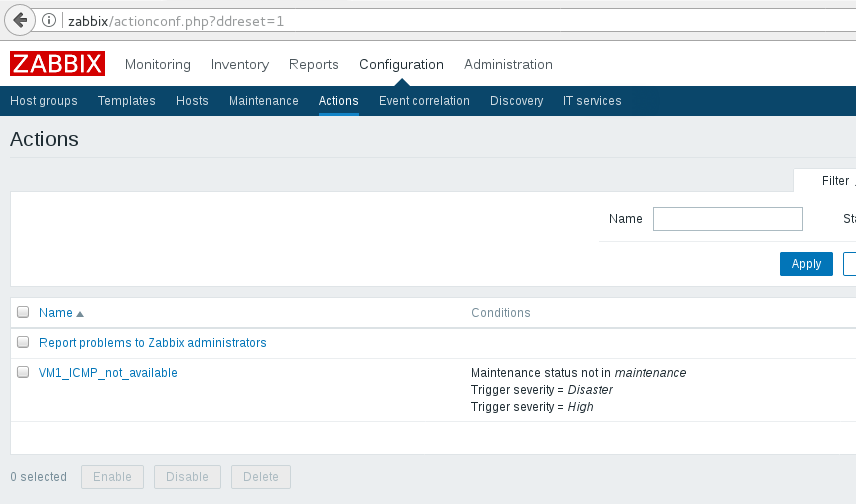 zabbix/actionconf.php?ddreset=1
ZABBIX Monitoring Inventory Reports Configuration Administration
Host groups Templates Hosts Maintenance Actions Event correlation Discovery IT services
Actions
Filter
Name
Apply
Name Conditions
Report problems to Zabbix administrators
VM1_ICMP_not_available Maintenance status not in maintenance
Trigger severity = Disaster
Trigger severity = High
0 selected Enable Disable Delete